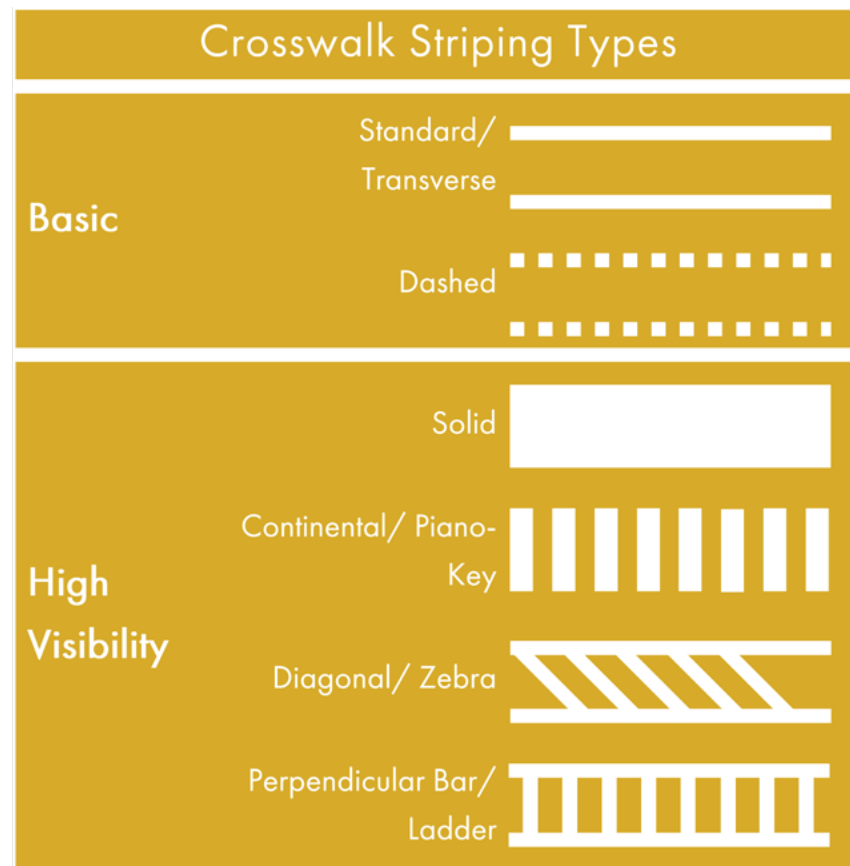 Crosswalk Striping Types
Basic
Standard/
Transverse
Dashed
High
Visibility
Solid
Continental/ Piano-
Key
Diagonal/ Zebra
Perpendicular Bar/
Ladder